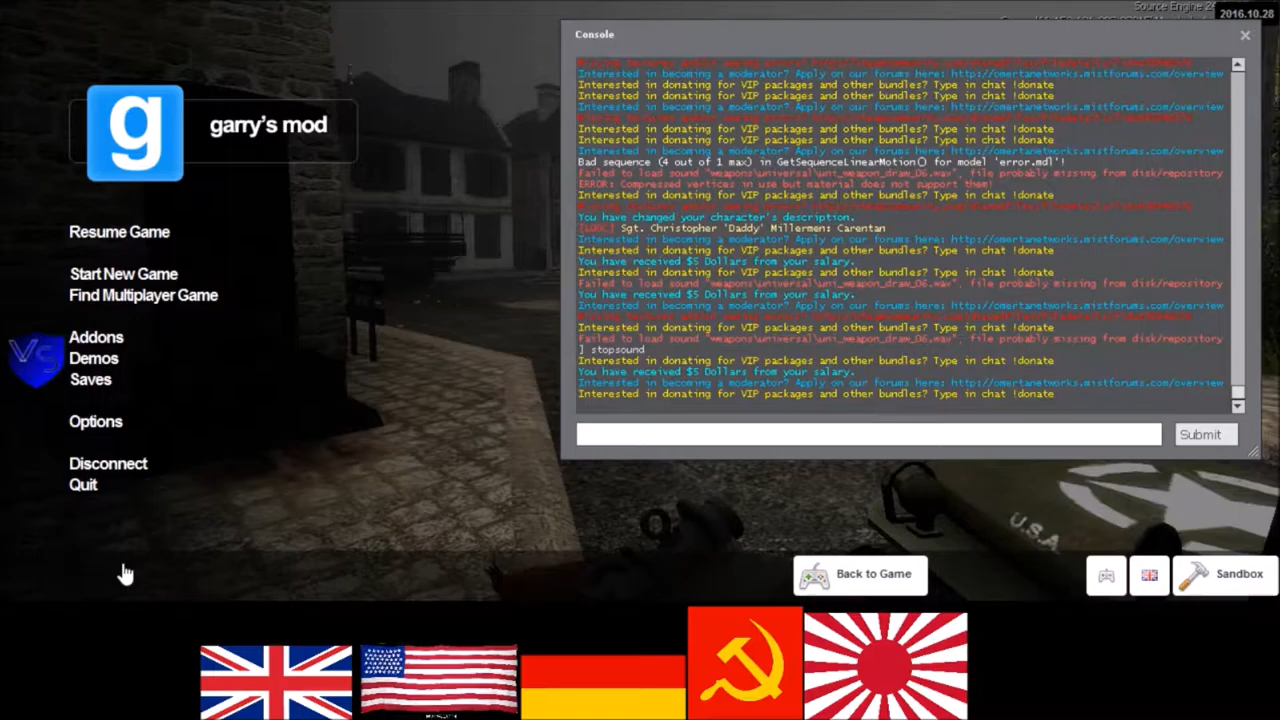 Source Engine 2
2016.10.28
Console
garry's mod
Resume Game
Start New Game
Find Multiplayer Game
Addons
Demos
Saves
Options
Disconnect
Quit
VS
Interested in becoming a moderator? Apply on our forums here: http://omertanetworks.mistforums.com/overview
Interested in donating for VIP packages and other bundles? Type in chat !donate
Interested in donating for VIP packages and other bundles? Type in chat !donate
Interested in becoming a moderator? Apply on our forums here: http://omertanetworks.mistforums.com/overview
Interested in donating for VIP packages and other bundles? Type in chat !donate
Interested in donating for VIP packages and other bundles? Type in chat !donate
Interested in becoming a moderator? Apply on our forums here: http://omertanetworks.mistforums.com/overview
Bad sequence (4 out of 1 max) in GetSequenceLinearMotion() for model 'error.mdl'!
Failed to load sound "weapons\universal\uni_weapon_draw_06.wav", file probably missing from disk/repository
ERROR: Compressed vertices in use but material does not support them!
Interested in donating for VIP packages and other bundles? Type in chat !donate
You have changed your character's description.
[LOOC] Sgt. Christopher 'Daddy' Millermen: Carentan
Interested in becoming a moderator? Apply on our forums here: http://omertanetworks.mistforums.com/overview
Interested in donating for VIP packages and other bundles? Type in chat !donate
You have received $5 Dollars from your salary.
Interested in donating for VIP packages and other bundles? Type in chat !donate
Failed to load sound "weapons\universal\uni_weapon_draw_06.wav", file probably missing from disk/repository
You have received $5 Dollars from your salary.
Interested in becoming a moderator? Apply on our forums here: http://omertanetworks.mistforums.com/overview
Interested in donating for VIP packages and other bundles? Type in chat !donate
Failed to load sound "weapons\universal\uni_weapon_draw_06.wav", file probably missing from disk/repository
] stopsound
Interested in donating for VIP packages and other bundles? Type in chat !donate
You have received $5 Dollars from your salary.
Interested in becoming a moderator? Apply on our forums here: http://omertanetworks.mistforums.com/overview
Interested in donating for VIP packages and other bundles? Type in chat !donate
Submit
U.S.A
Back to Game
Sandbox